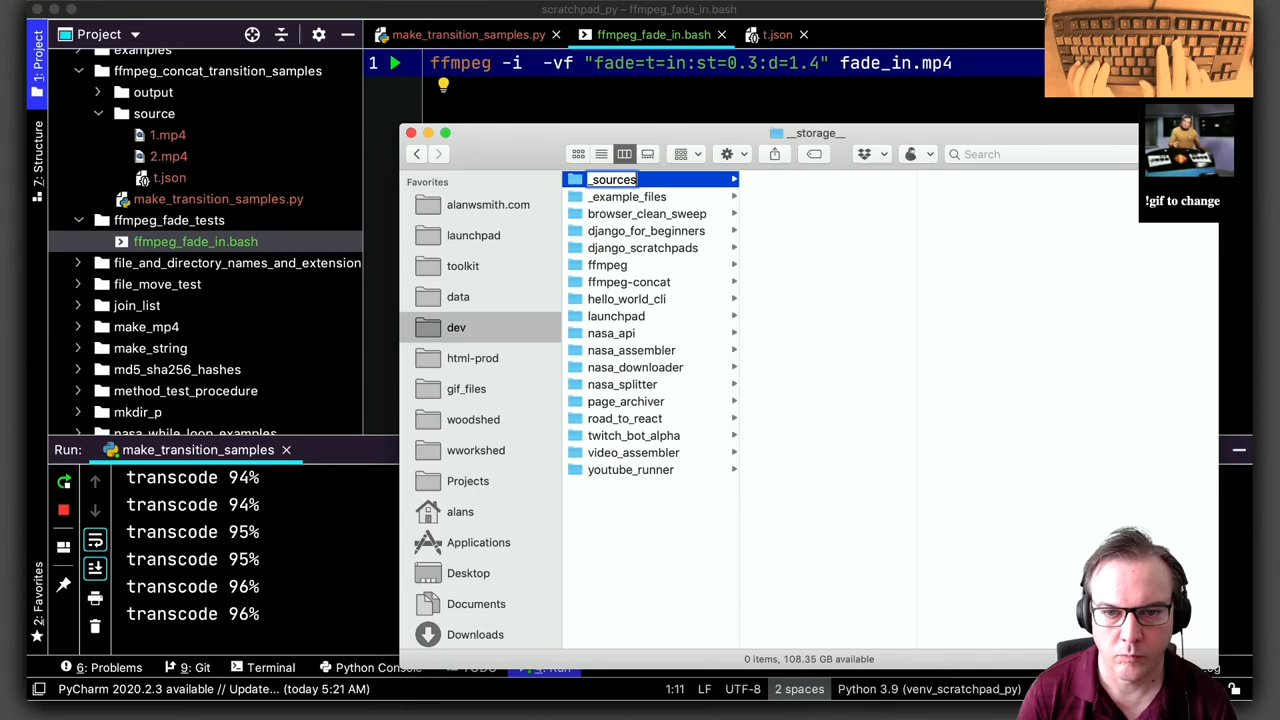 scratchpad_py – ffmpeg_fade_in.bash
Project
make_transition_samples.py
ffmpeg_fade_in.bash
t.json
1: Project
7: Structure
2: Favorites
examples
ffmpeg_concat_transition_samples
output
source
1.mp4
2.mp4
t.json
make_transition_samples.py
ffmpeg_fade_tests
ffmpeg_fade_in.bash
file_and_directory_names_and_extension
file_move_test
join_list
make_mp4
make_string
md5_sha256_hashes
method_test_procedure
mkdir_p
nasa_while_loop_examples
1
ffmpeg -i  -vf "fade=t=in:st=0.3:d=1.4" fade_in.mp4
__storage__
Search
Favorites
alanwsmith.com
launchpad
toolkit
data
dev
html-prod
gif_files
woodshed
wworkshed
Projects
alans
Applications
Desktop
Documents
Downloads
_sources
_example_files
browser_clean_sweep
django_for_beginners
django_scratchpads
ffmpeg
ffmpeg-concat
hello_world_cli
launchpad
nasa_api
nasa_assembler
nasa_downloader
nasa_splitter
page_archiver
road_to_react
twitch_bot_alpha
video_assembler
youtube_runner
0 items, 108.35 GB available
!gif to change
Run:
make_transition_samples
transcode 94%
transcode 94%
transcode 95%
transcode 95%
transcode 96%
transcode 96%
6: Problems
9: Git
Terminal
Python Console
PyCharm 2020.2.3 available // Update... (today 5:21 AM)
1:11
LF
UTF-8
2 spaces
Python 3.9 (venv_scratchpad_py)